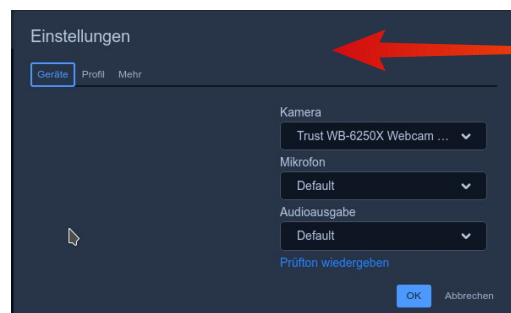 Einstellungen
Geräte Profil Mehr
Kamera
Trust WB-6250X Webcam ...
Mikrofon
Default
Audioausgabe
Default
Prüfton wiedergeben
OK Abbrechen